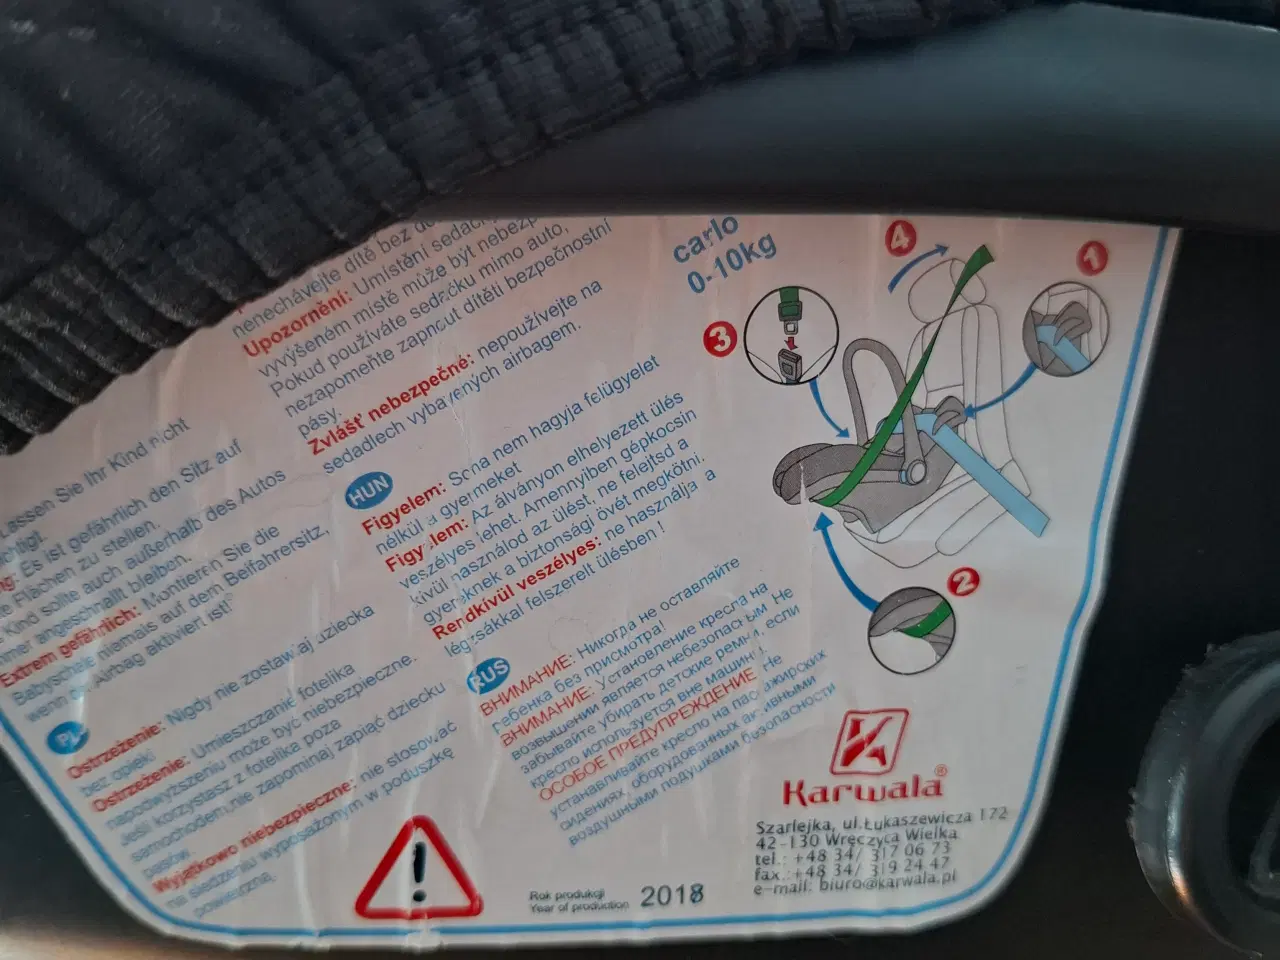 Lassen Sie Ihr Kind nicht
Es ist gefährlich den Sitz auf
Flächen zu stellen.
Kind sollte auch außerhalb des Autos
angeschnallt bleiben.
Extrem gefährlich: Montieren Sie die
Babyschale niemals auf dem Beifahrersitz,
wenn Airbag aktiviert ist!
PL
Ostrzeżenie: Nigdy nie zostawiaj dziecka
bez opieki
Ostrzeżenie: Umieszczanie fotelika
na podwyższeniu może być niebezpieczne.
Jeśli korzystasz z fotelika poza
samochodem,nie zapominaj zapiąć dziecku
pasów.
Wyjątkowo niebezpieczne: nie stosować
na siedzeniu wyposażonym w poduszkę
powietrzną.
nenechávejte dítě bez
Upozornění: Umístění
vyvýšeném místě může být
Pokud používáte sedačku mimo auto,
nezapomeňte zapnout dítěti bezpečnostní
pásy.
Zvlášť nebezpečné: nepoužívejte na
sedadlech vybavených airbagem.
HUN
Figyelem: Soha nem hagyja felügyelet
nélkül a gyermeket
Figyelem: Az álványon elhelyezett ülés
veszélyes lehet. Amennyiben gépkocsin
kívül használod az ülést, ne felejtsd a
gyereknek a biztonsági övét megkötni.
Rendkívül veszélyes: ne használja a
légzsákkal felszerelt ülésben !
RUS
ВНИМАНИЕ: Никогда не оставляйте
ребенка без присмотра!
ВНИМАНИЕ: Установление кресла на
возвышении является небезопасным Не
забывайте убирать детские ремни, если
кресло используется вне машины!
ОСОБОЕ ПРЕДУПРЕЖДЕНИЕ Не
устанавливайте кресло на пассажирских
сидениях, оборудованных активными
воздушными подушками безопасности
carlo
0-10kg
4
1
3
2
Karwala®
Szarlejka, ul.Łukaszewicza 172
42-130 Wręczyca Wielka
tel.: +48 34/ 317 06 73
fax.:+48 34/ 319 24 47
e-mail: biuro@karwala.pl
Rok produkcji
Year of production 2018